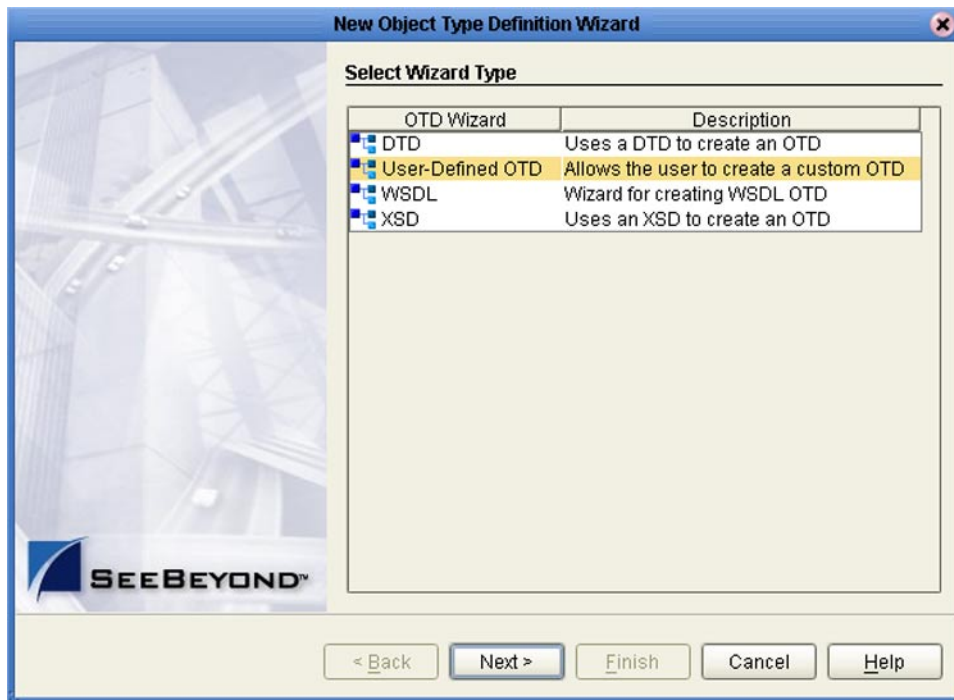 New Object Type Definition Wizard
Select Wizard Type
OTD Wizard Description
DTD Uses a DTD to create an OTD
User-Defined OTD Allows the user to create a custom OTD
WSDL Wizard for creating WSDL OTD
XSD Uses an XSD to create an OTD
SEEBEYOND™
< Back Next > Finish Cancel Help